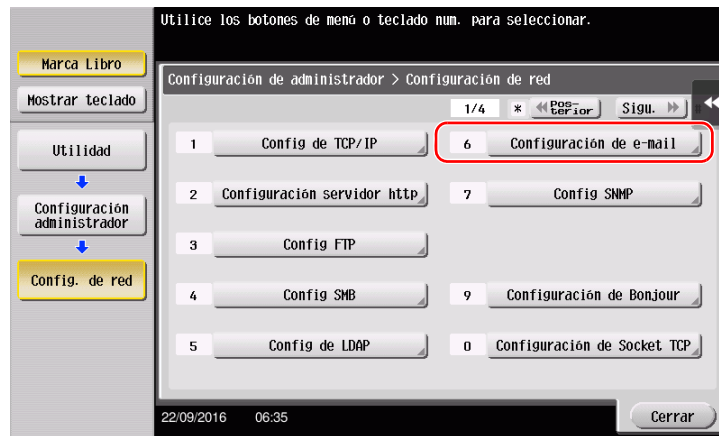 Utilice los botones de menú o teclado num. para seleccionar.
Marca Libro
Mostrar teclado
Utilidad
Configuración
administrador
Config. de red
Configuración de administrador > Configuración de red
1/4 * Pos-
terior Sigu.
1 Config de TCP/IP
6 Configuración de e-mail
2 Configuración servidor http
7 Config SNMP
3 Config FTP
4 Config SMB
9 Configuración de Bonjour
5 Config de LDAP
0 Configuración de Socket TCP
22/09/2016 06:35
Cerrar